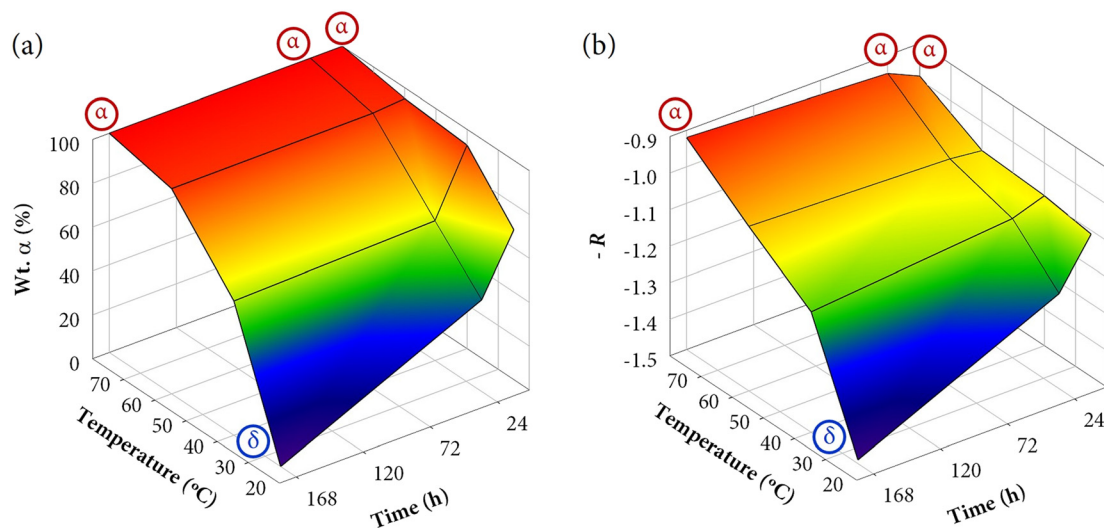 (a)
α
α
α
100
80
60
40
20
0
Wt. α (%)
70
60
50
40
30
20
Temperature (ºC)
δ
168
120
72
24
Time (h)
(b)
α
α
α
-0.9
-1.0
-1.1
-1.2
-1.3
-1.4
-1.5
- R
70
60
50
40
30
20
Temperature (ºC)
δ
168
120
72
24
Time (h)